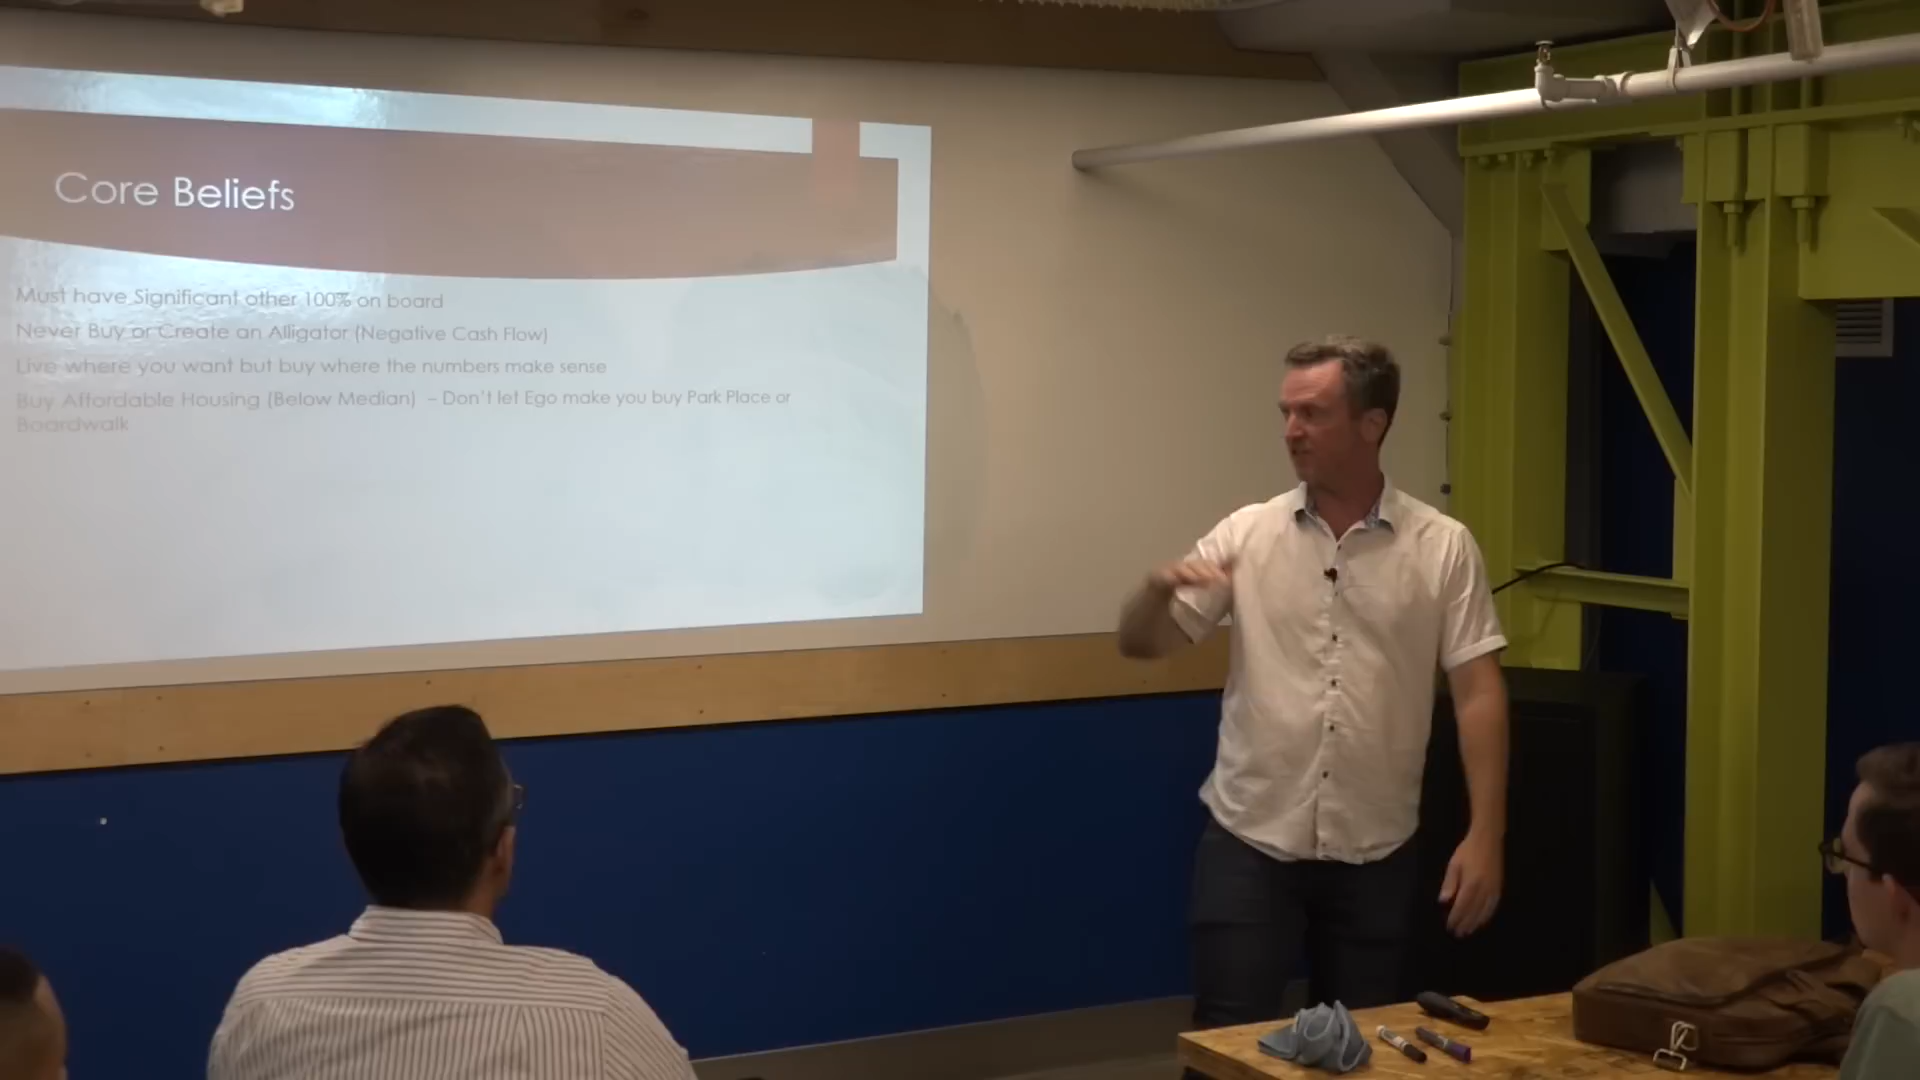 Core Beliefs
Must have Significant other 100% on board
Never Buy or Create an Alligator (Negative Cash Flow)
Live where you want but buy where the numbers make sense
Buy Affordable Housing (Below Median) – Don't let Ego make you buy Park Place or
Boardwalk